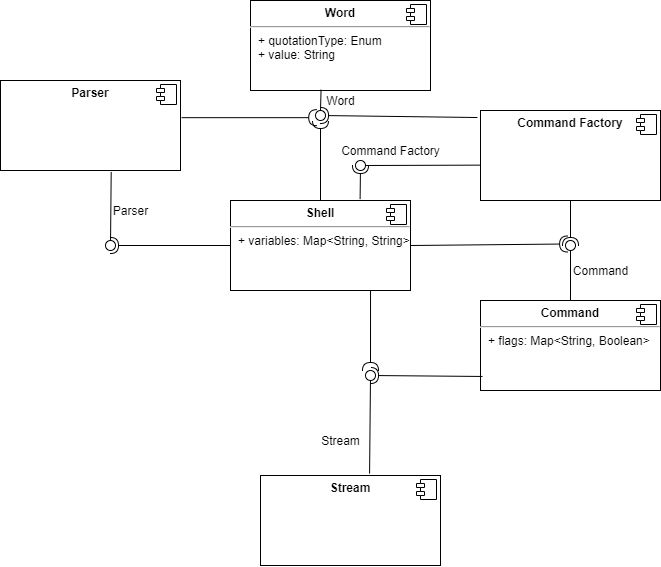 Word
+ quotationType: Enum
+ value: String
Parser
Word
Command Factory
Command Factory
Parser
Shell
+ variables: Map<String, String>
Command
Command
+ flags: Map<String, Boolean>
Stream
Stream